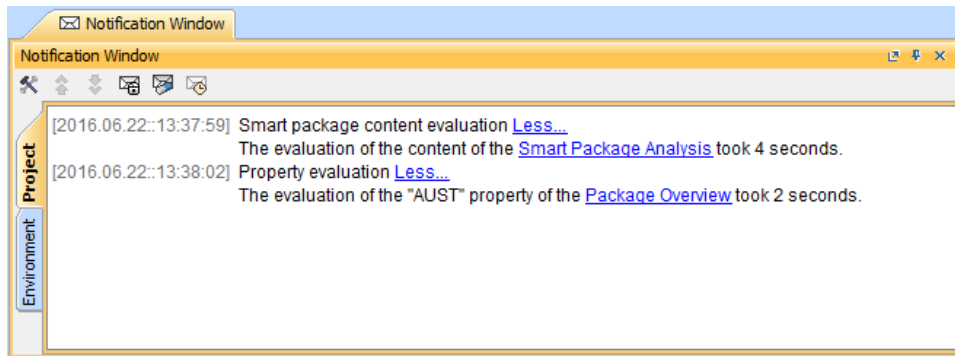 Notification Window
Notification Window
Project
Environment
[2016.06.22::13:37:59] Smart package content evaluation Less...
The evaluation of the content of the Smart Package Analysis took 4 seconds.
[2016.06.22::13:38:02] Property evaluation Less...
The evaluation of the "AUST" property of the Package Overview took 2 seconds.